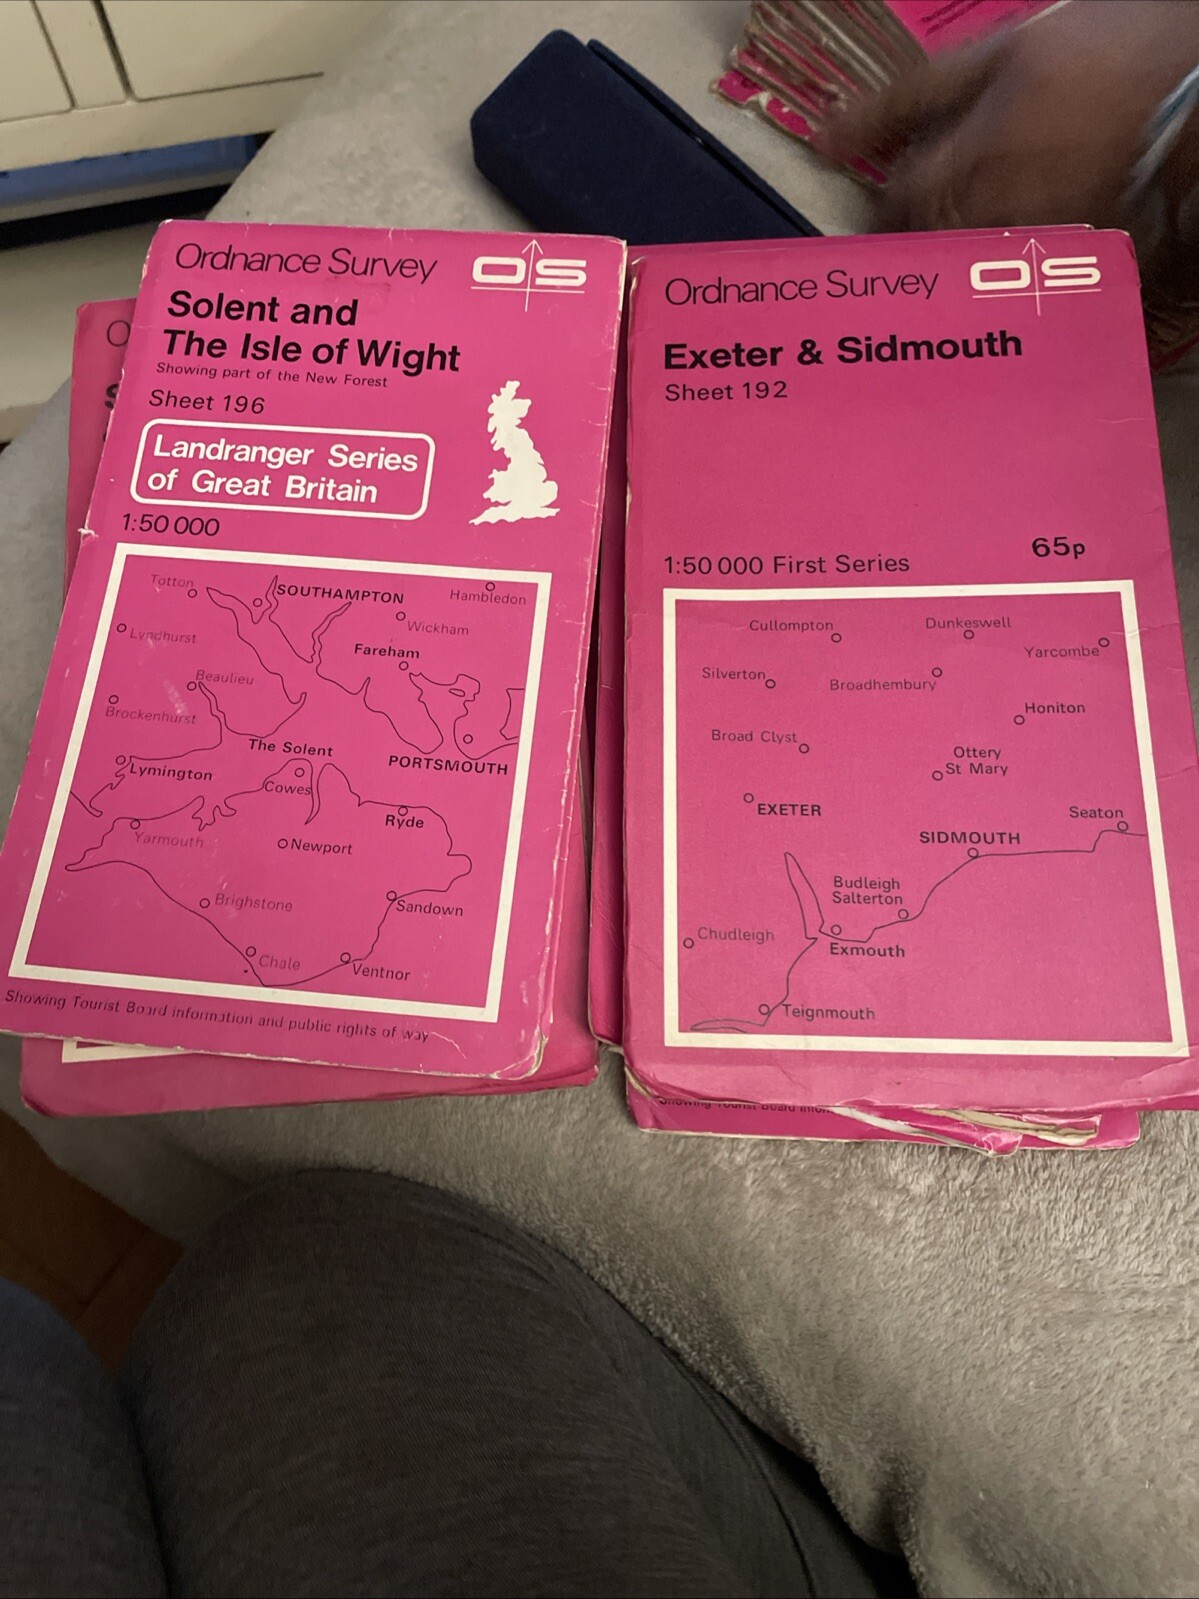 Ordnance Survey
OS
Solent and
The Isle of Wight
Showing part of the New Forest
Sheet 196
Landranger Series
of Great Britain
1:50 000
Totton
SOUTHAMPTON
Hambledon
Wickham
Lyndhurst
Fareham
Beaulieu
Brockenhurst
The Solent
PORTSMOUTH
Lymington
Cowes
Ryde
Yarmouth
Newport
Brighstone
Sandown
Chale
Ventnor
Showing Tourist Board information and public rights of way
Ordnance Survey
OS
Exeter & Sidmouth
Sheet 192
65p
1:50 000 First Series
Cullompton
Dunkeswell
Yarcombe
Silverton
Broadhembury
Honiton
Broad Clyst
Ottery
St Mary
EXETER
Seaton
SIDMOUTH
Budleigh
Salterton
Chudleigh
Exmouth
Teignmouth
Showing Tourist Board